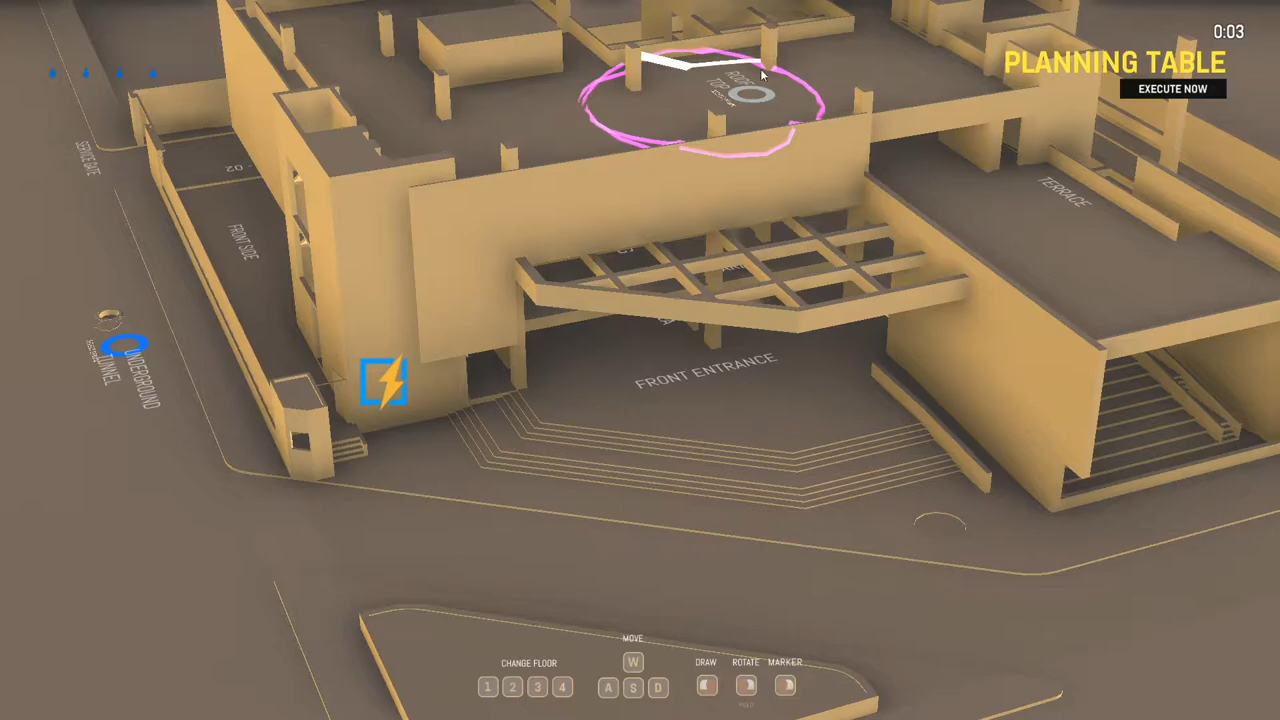 0:03
PLANNING TABLE
EXECUTE NOW
ROOF
TOP
SERVICE GATE
02
TERRACE
FRONT SIDE
FRONT ENTRANCE
UNDERGROUND
TUNNEL
MOVE
CHANGE FLOOR
W
DRAW ROTATE MARKER
1 2 3 4
A S D
HOLD